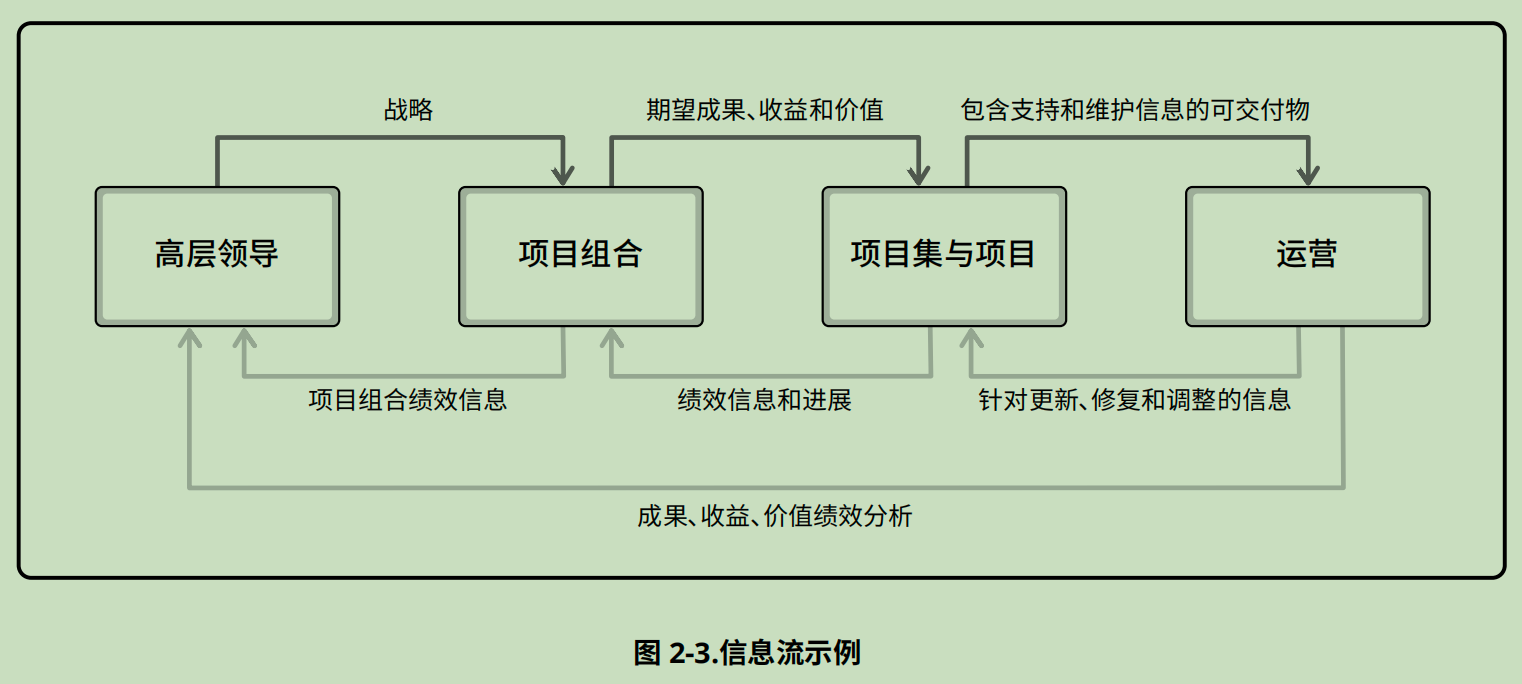 战略
期望成果、收益和价值
包含支持和维护信息的可交付物
高层领导
项目组合
项目集与项目
运营
项目组合绩效信息
绩效信息和进展
针对更新、修复和调整的信息
成果、收益、价值绩效分析
图 2-3.信息流示例